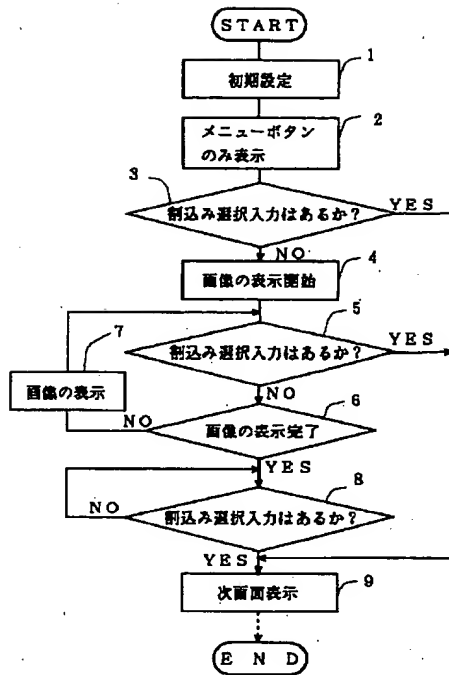 START
1
初期設定
2
メニューボタン
のみ表示
3
割込み選択入力はあるか?
YES
NO
4
画像の表示開始
5
割込み選択入力はあるか?
YES
7
画像の表示
NO
6
NO
画像の表示完了
YES
8
NO
割込み選択入力はあるか?
YES
9
次画面表示
END